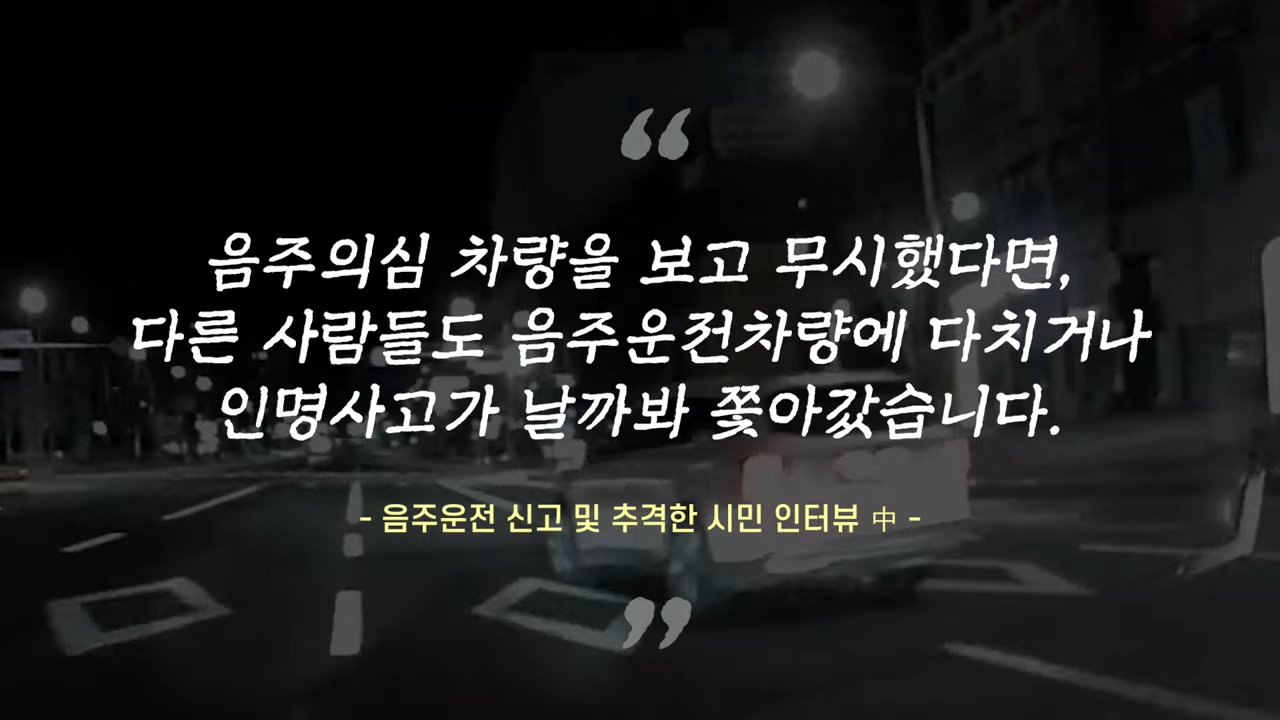 “
음주의심 차량을 보고 무시했다면,
다른 사람들도 음주운전차량에 다치거나
인명사고가 날까봐 쫓아갔습니다.
- 음주운전 신고 및 추격한 시민 인터뷰 中 -
”